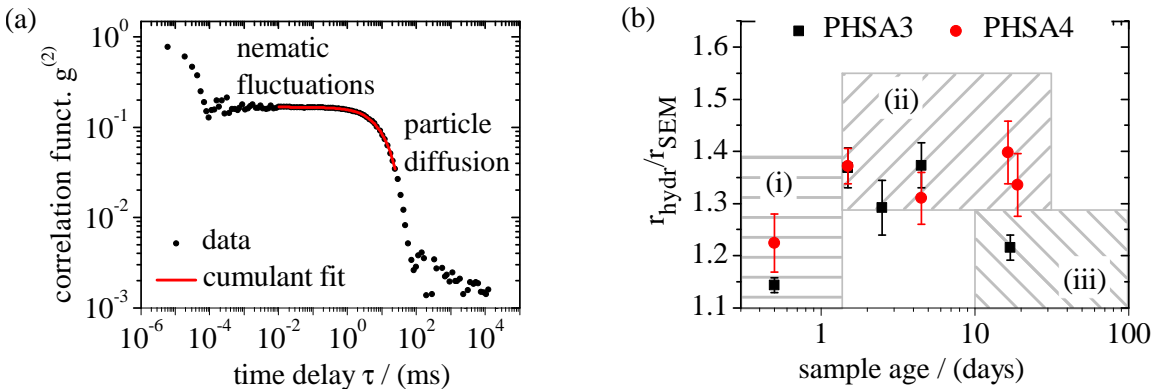 (a)
correlation funct. g(2)
10^0
10^-1
10^-2
10^-3
nematic
fluctuations
particle
diffusion
data
cumulant fit
10^-6 10^-4 10^-2 10^0 10^2 10^4
time delay τ / (ms)
(b)
r_hydr/r_SEM
1.6
1.5
1.4
1.3
1.2
1.1
PHSA3 PHSA4
(ii)
(i)
(iii)
1 10 100
sample age / (days)